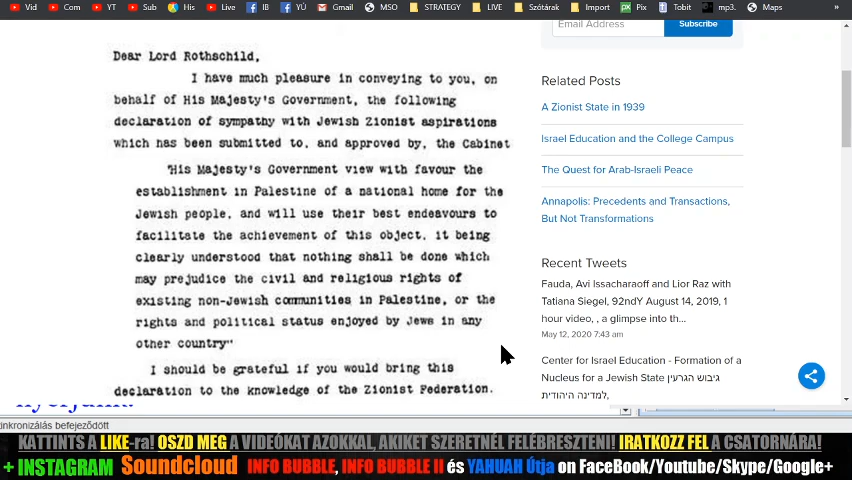 Vid Com YT Sub His Live IB YÚ Gmail MSO STRATEGY LIVE Szótárak Import Pix Tobit mp3. Maps »
Email Address Subscribe
Dear Lord Rothschild,
I have much pleasure in conveying to you, on
behalf of His Majesty's Government, the following
declaration of sympathy with Jewish Zionist aspirations
which has been submitted to, and approved by, the Cabinet
"His Majesty's Government view with favour the
establishment in Palestine of a national home for the
Jewish people, and will use their best endeavours to
facilitate the achievement of this object, it being
clearly understood that nothing shall be done which
may prejudice the civil and religious rights of
existing non-Jewish communities in Palestine, or the
rights and political status enjoyed by Jews in any
other country"
I should be grateful if you would bring this
declaration to the knowledge of the Zionist Federation.
Related Posts
A Zionist State in 1939
Israel Education and the College Campus
The Quest for Arab-Israeli Peace
Annapolis: Precedents and Transactions,
But Not Transformations
Recent Tweets
Fauda, Avi Issacharaoff and Lior Raz with
Tatiana Siegel, 92ndY August 14, 2019, 1
hour video, , a glimpse into th...
May 12, 2020 7:43 am
Center for Israel Education - Formation of a
Nucleus for a Jewish State גיבוש הגרעין
למדינה היהודית,
inkronizálás befejeződött
KATTINTS A LIKE-ra! OSZD MEG A VIDEÓKAT AZOKKAL, AKIKET SZERETNÉL FELÉBRESZTENI! IRATKOZZ FEL A CSATORNÁRA!
+ INSTAGRAM Soundcloud INFO BUBBLE, INFO BUBBLE II és YAHUAH Útja on FaceBook/Youtube/Skype/Google+